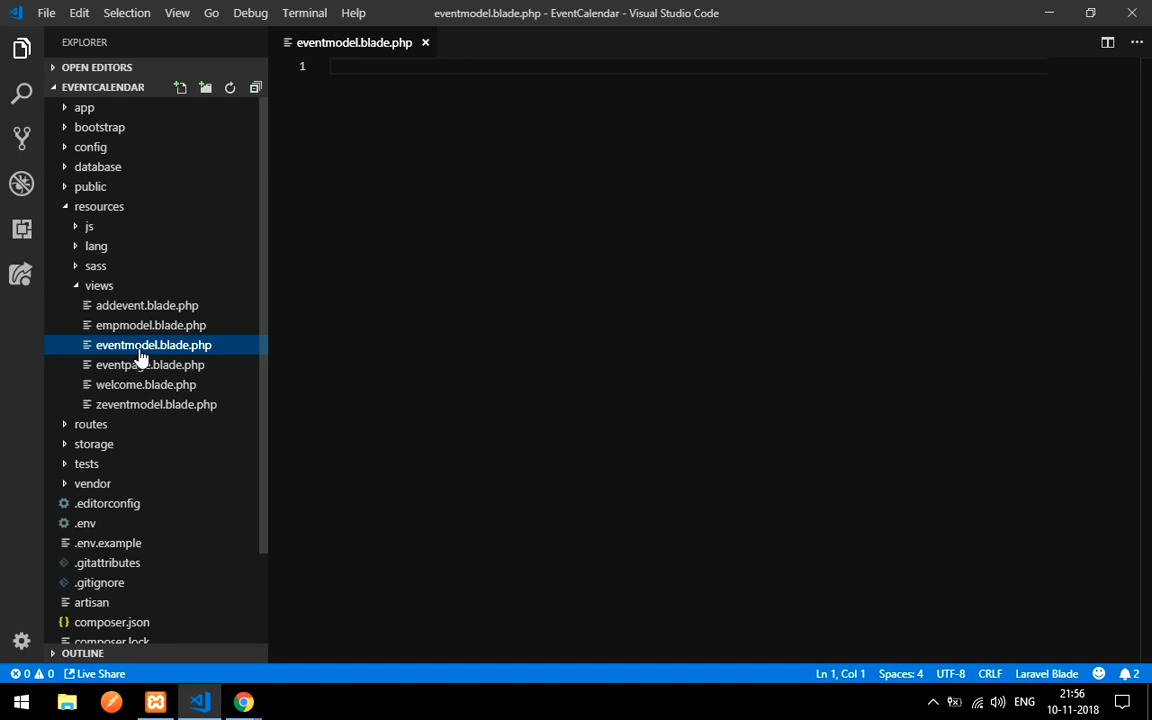 File Edit Selection View Go Debug Terminal Help eventmodel.blade.php - EventCalendar - Visual Studio Code
EXPLORER
eventmodel.blade.php
OPEN EDITORS
EVENTCALENDAR
1
app
bootstrap
config
database
public
resources
js
lang
sass
views
addevent.blade.php
empmodel.blade.php
eventmodel.blade.php
eventpage.blade.php
welcome.blade.php
zeventmodel.blade.php
routes
storage
tests
vendor
.editorconfig
.env
.env.example
.gitattributes
.gitignore
artisan
composer.json
composer.lock
OUTLINE
0 0 Live Share Ln 1, Col 1 Spaces: 4 UTF-8 CRLF Laravel Blade 2
ENG 21:56
10-11-2018